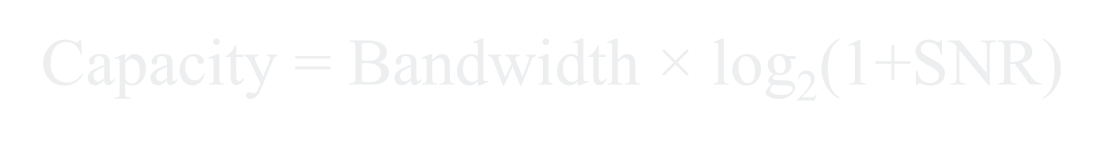 Capacity = Bandwidth × log₂(1+SNR)